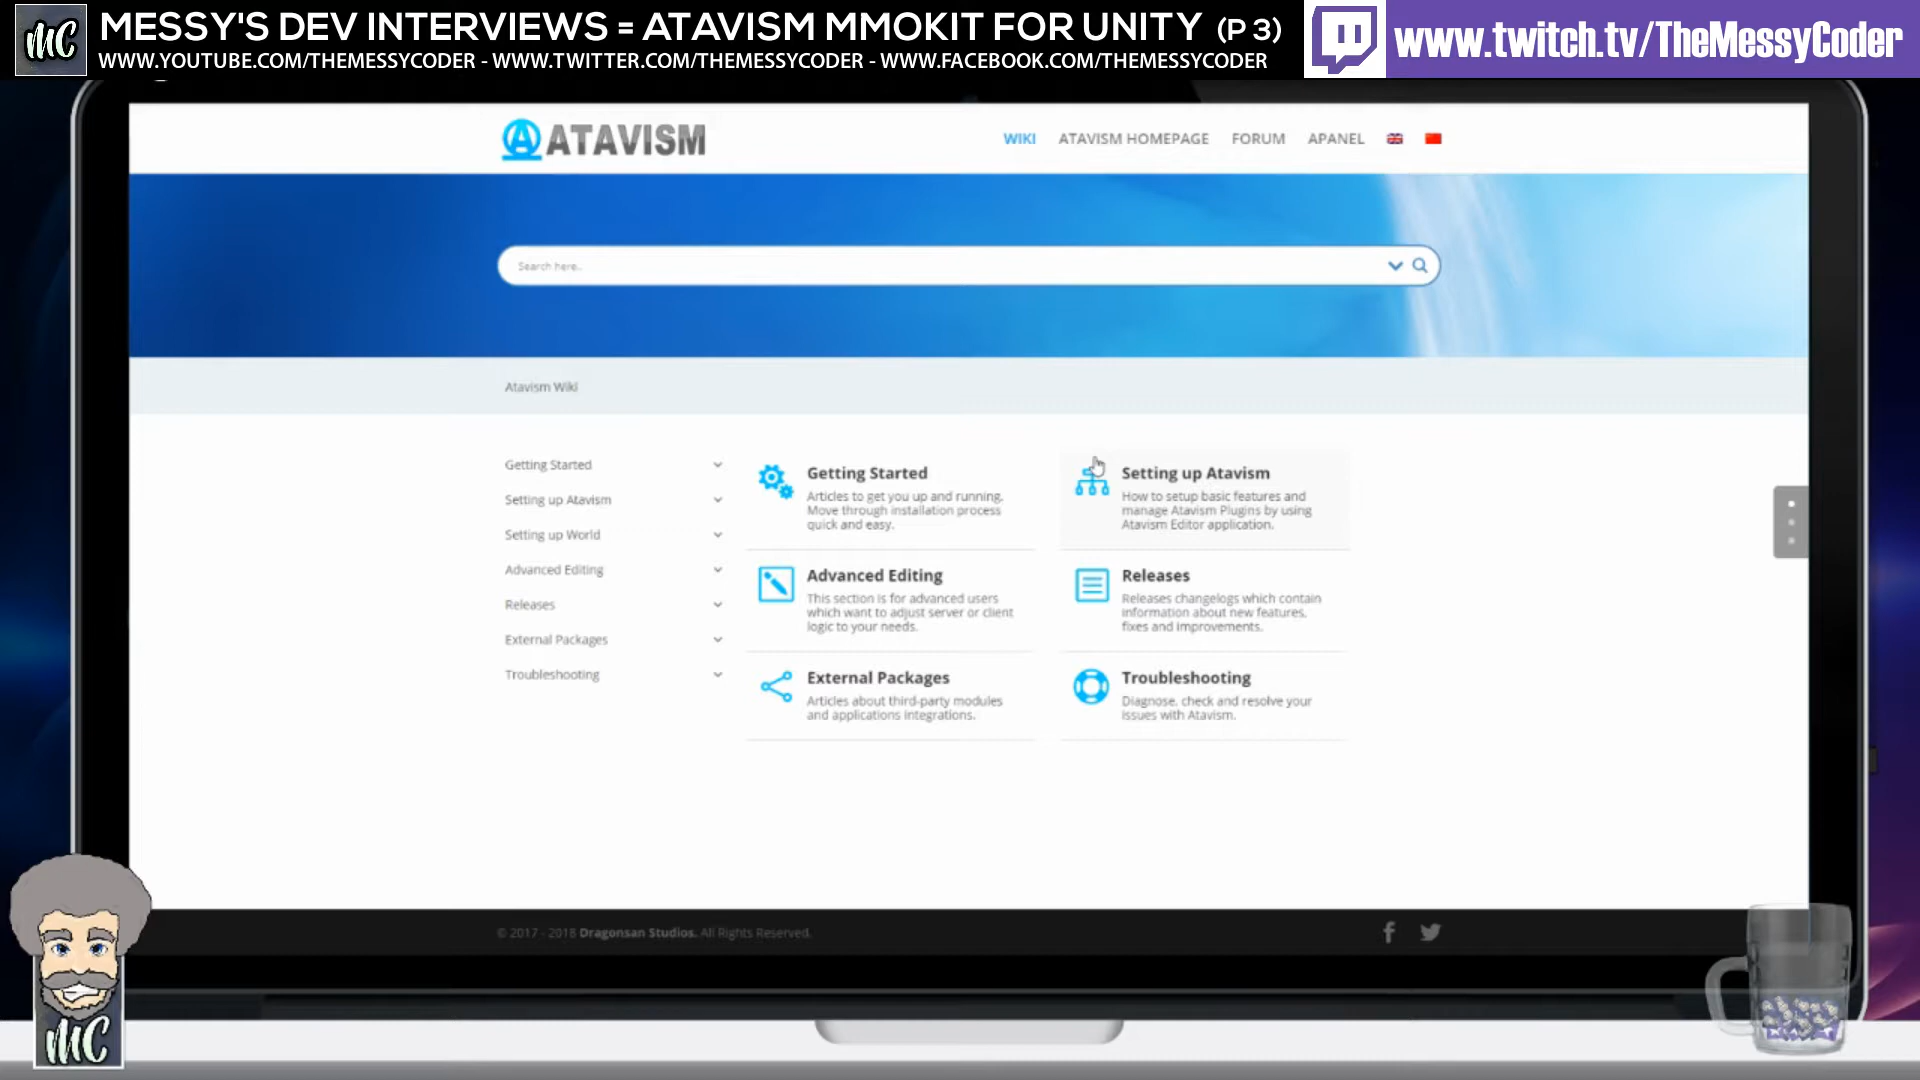 MC
MESSY'S DEV INTERVIEWS = ATAVISM MMOKIT FOR UNITY (P 3)
WWW.YOUTUBE.COM/THEMESSYCODER - WWW.TWITTER.COM/THEMESSYCODER - WWW.FACEBOOK.COM/THEMESSYCODER
www.twitch.tv/TheMessyCoder
ATAVISM
WIKI
ATAVISM HOMEPAGE
FORUM
APANEL
Search here..
Atavism Wiki
Getting Started
Setting up Atavism
Setting up World
Advanced Editing
Releases
External Packages
Troubleshooting
Getting Started
Articles to get you up and running.
Move through installation process
quick and easy.
Setting up Atavism
How to setup basic features and
manage Atavism Plugins by using
Atavism Editor application.
Advanced Editing
This section is for advanced users
which want to adjust server or client
logic to your needs.
Releases
Releases changelogs which contain
information about new features,
fixes and improvements.
External Packages
Articles about third-party modules
and applications integrations.
Troubleshooting
Diagnose, check and resolve your
issues with Atavism.
© 2017 - 2018 Dragonsan Studios. All Rights Reserved.
MC